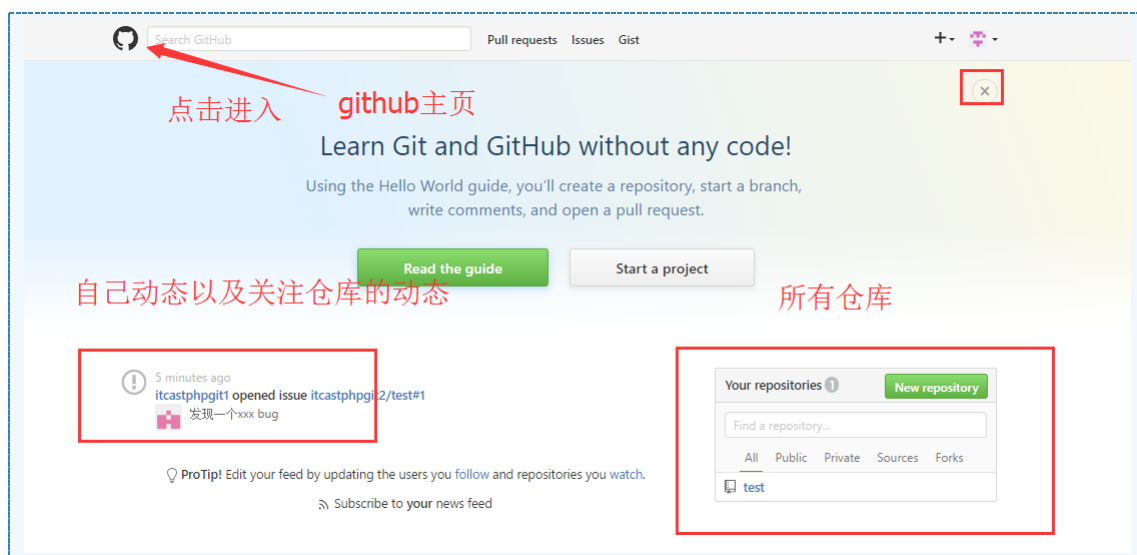 Search GitHub
Pull requests Issues Gist
点击进入 github主页
Learn Git and GitHub without any code!
Using the Hello World guide, you'll create a repository, start a branch,
write comments, and open a pull request.
Read the guide
Start a project
自己动态以及关注仓库的动态
所有仓库
5 minutes ago
itcastphpgit1 opened issue itcastphpgit2/test#1
发现一个xxx bug
ProTip! Edit your feed by updating the users you follow and repositories you watch.
Subscribe to your news feed
Your repositories 1
New repository
Find a repository...
All Public Private Sources Forks
test